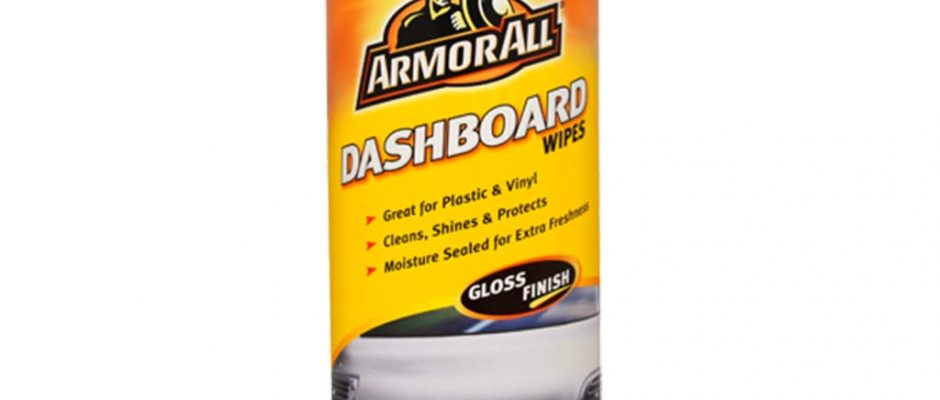 ARMORALL
DASHBOARD
WIPES
Great for Plastic & Vinyl
Cleans, Shines & Protects
Moisture Sealed for Extra Freshness
GLOSS
FINISH